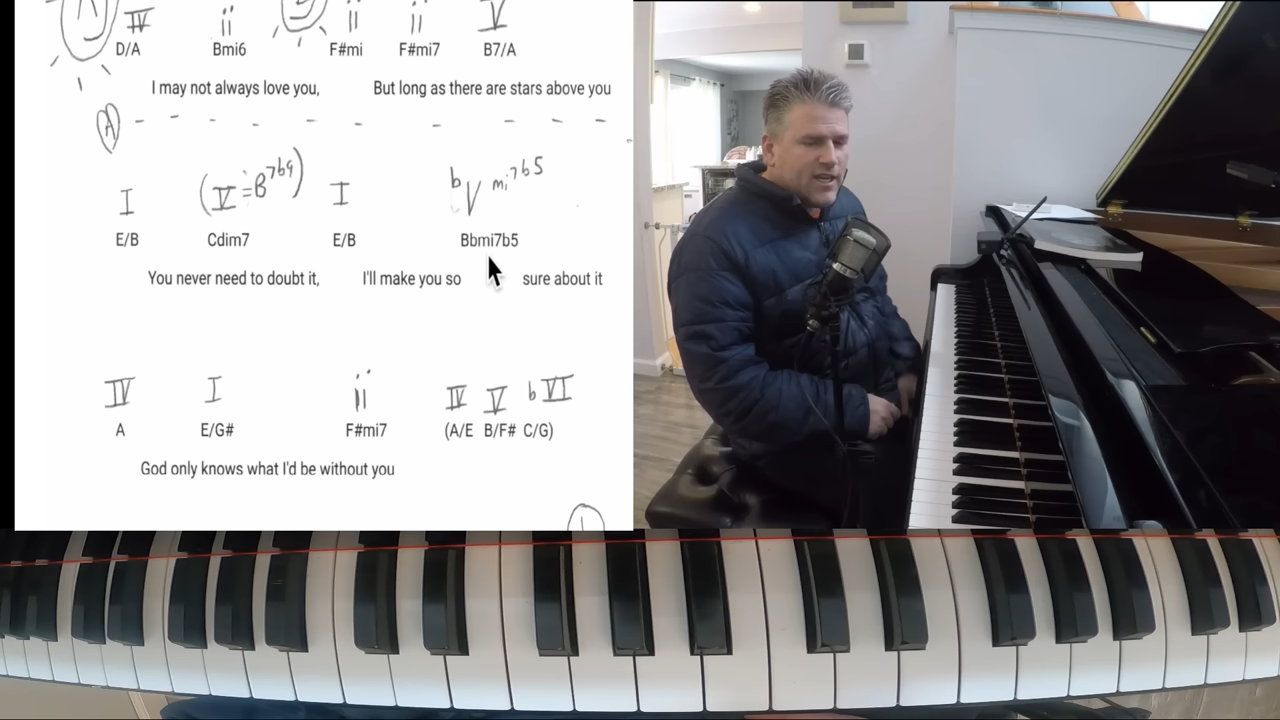 IV ii ii ii V
D/A Bmi6 F#mi F#mi7 B7/A
I may not always love you, But long as there are stars above you
A
I (V=B7b9) I bV mi7b5
E/B Cdim7 E/B Bbmi7b5
You never need to doubt it, I'll make you so sure about it
IV I ii IV V bVI
A E/G# F#mi7 (A/E B/F# C/G)
God only knows what I'd be without you